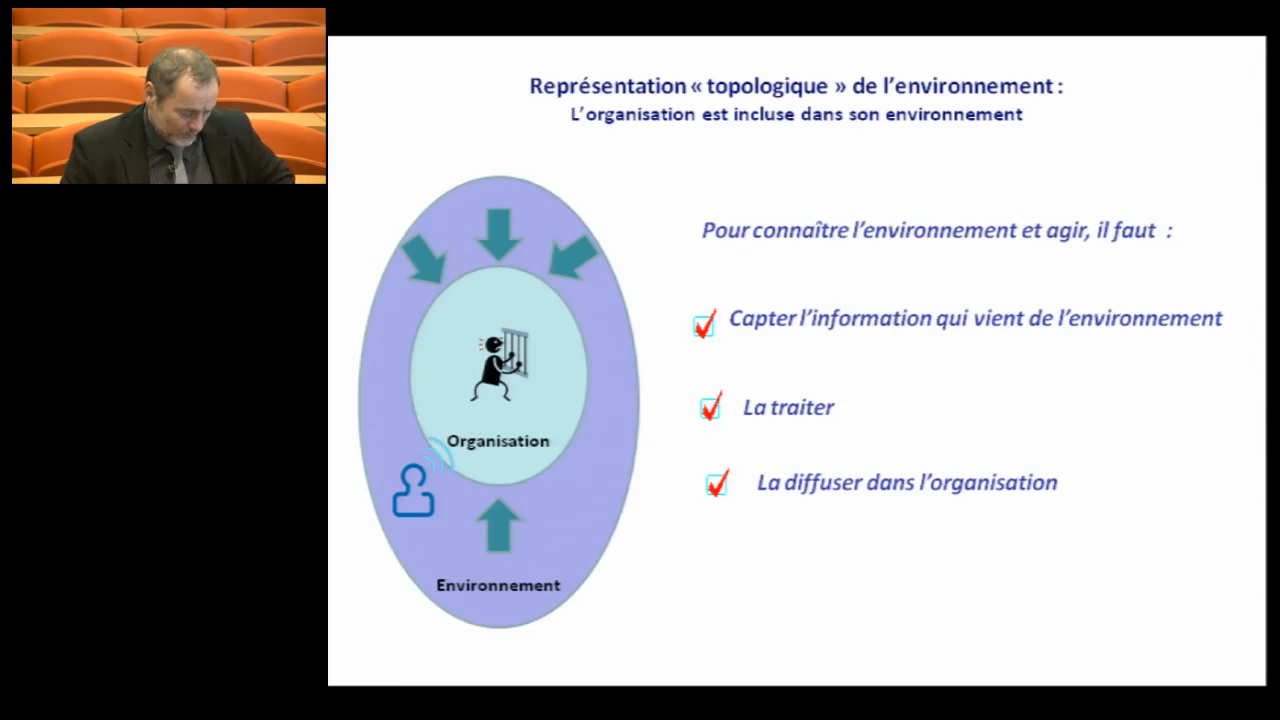 Représentation « topologique » de l’environnement :
L’organisation est incluse dans son environnement
Pour connaître l’environnement et agir, il faut :
Capter l’information qui vient de l’environnement
La traiter
La diffuser dans l’organisation
Organisation
Environnement